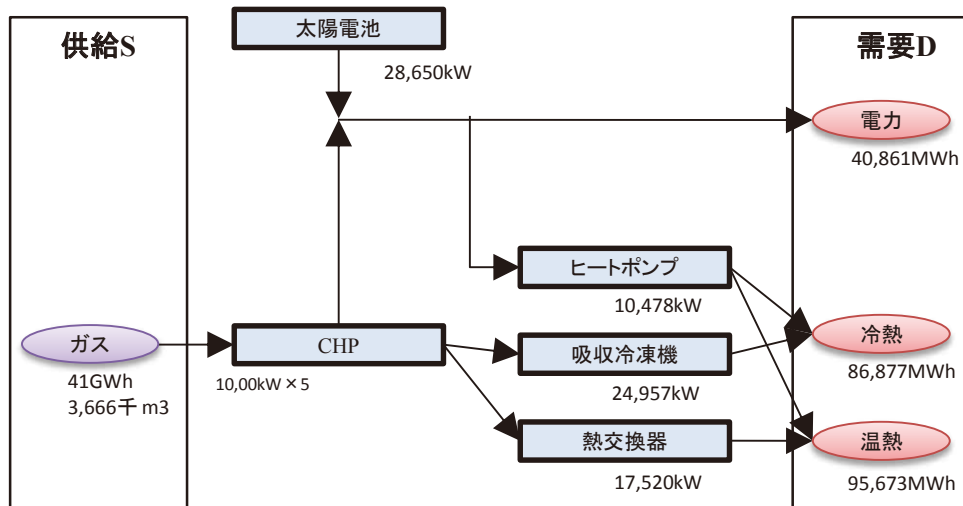 供給S
太陽電池
需要D
28,650kW
電力
40,861MWh
ヒートポンプ
10,478kW
ガス
CHP
吸収冷凍機
冷熱
41GWh
3,666千 m3
10,00kW × 5
24,957kW
86,877MWh
熱交換器
温熱
17,520kW
95,673MWh